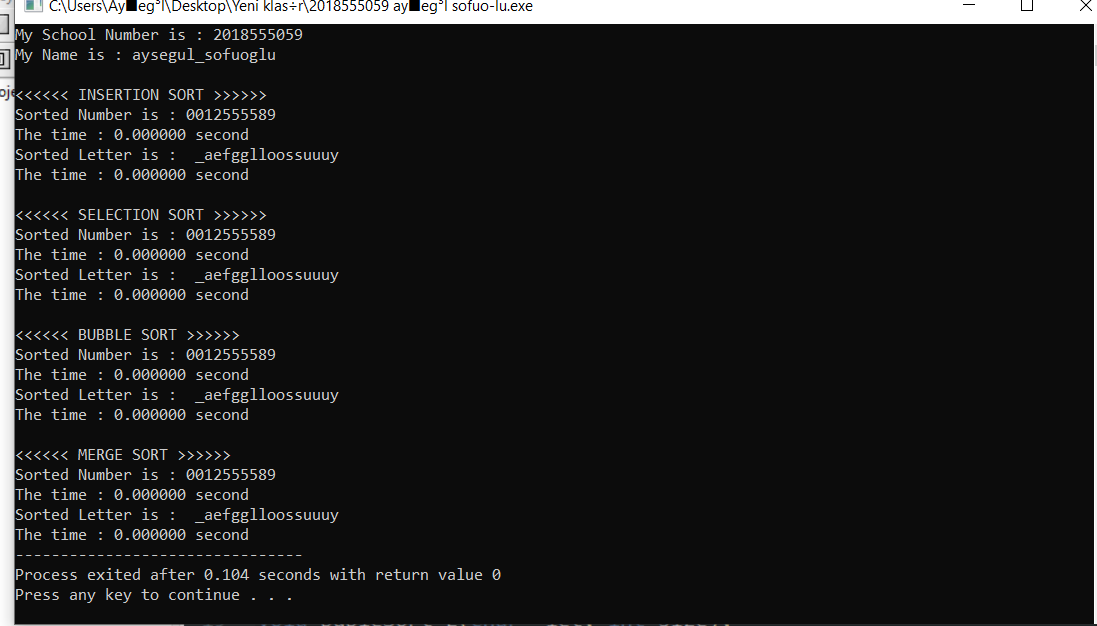 C:\Users\Ay■eg³l\Desktop\Yeni klas÷r\2018555059 ay■eg³l sofuo-lu.exe
My School Number is : 2018555059
My Name is : aysegul_sofuoglu
<<<<<< INSERTION SORT >>>>>>
Sorted Number is : 0012555589
The time : 0.000000 second
Sorted Letter is :  _aefgglloossuuuy
The time : 0.000000 second
<<<<<< SELECTION SORT >>>>>>
Sorted Number is : 0012555589
The time : 0.000000 second
Sorted Letter is :  _aefgglloossuuuy
The time : 0.000000 second
<<<<<< BUBBLE SORT >>>>>>
Sorted Number is : 0012555589
The time : 0.000000 second
Sorted Letter is :  _aefgglloossuuuy
The time : 0.000000 second
<<<<<< MERGE SORT >>>>>>
Sorted Number is : 0012555589
The time : 0.000000 second
Sorted Letter is :  _aefgglloossuuuy
The time : 0.000000 second
--------------------------------
Process exited after 0.104 seconds with return value 0
Press any key to continue . . .